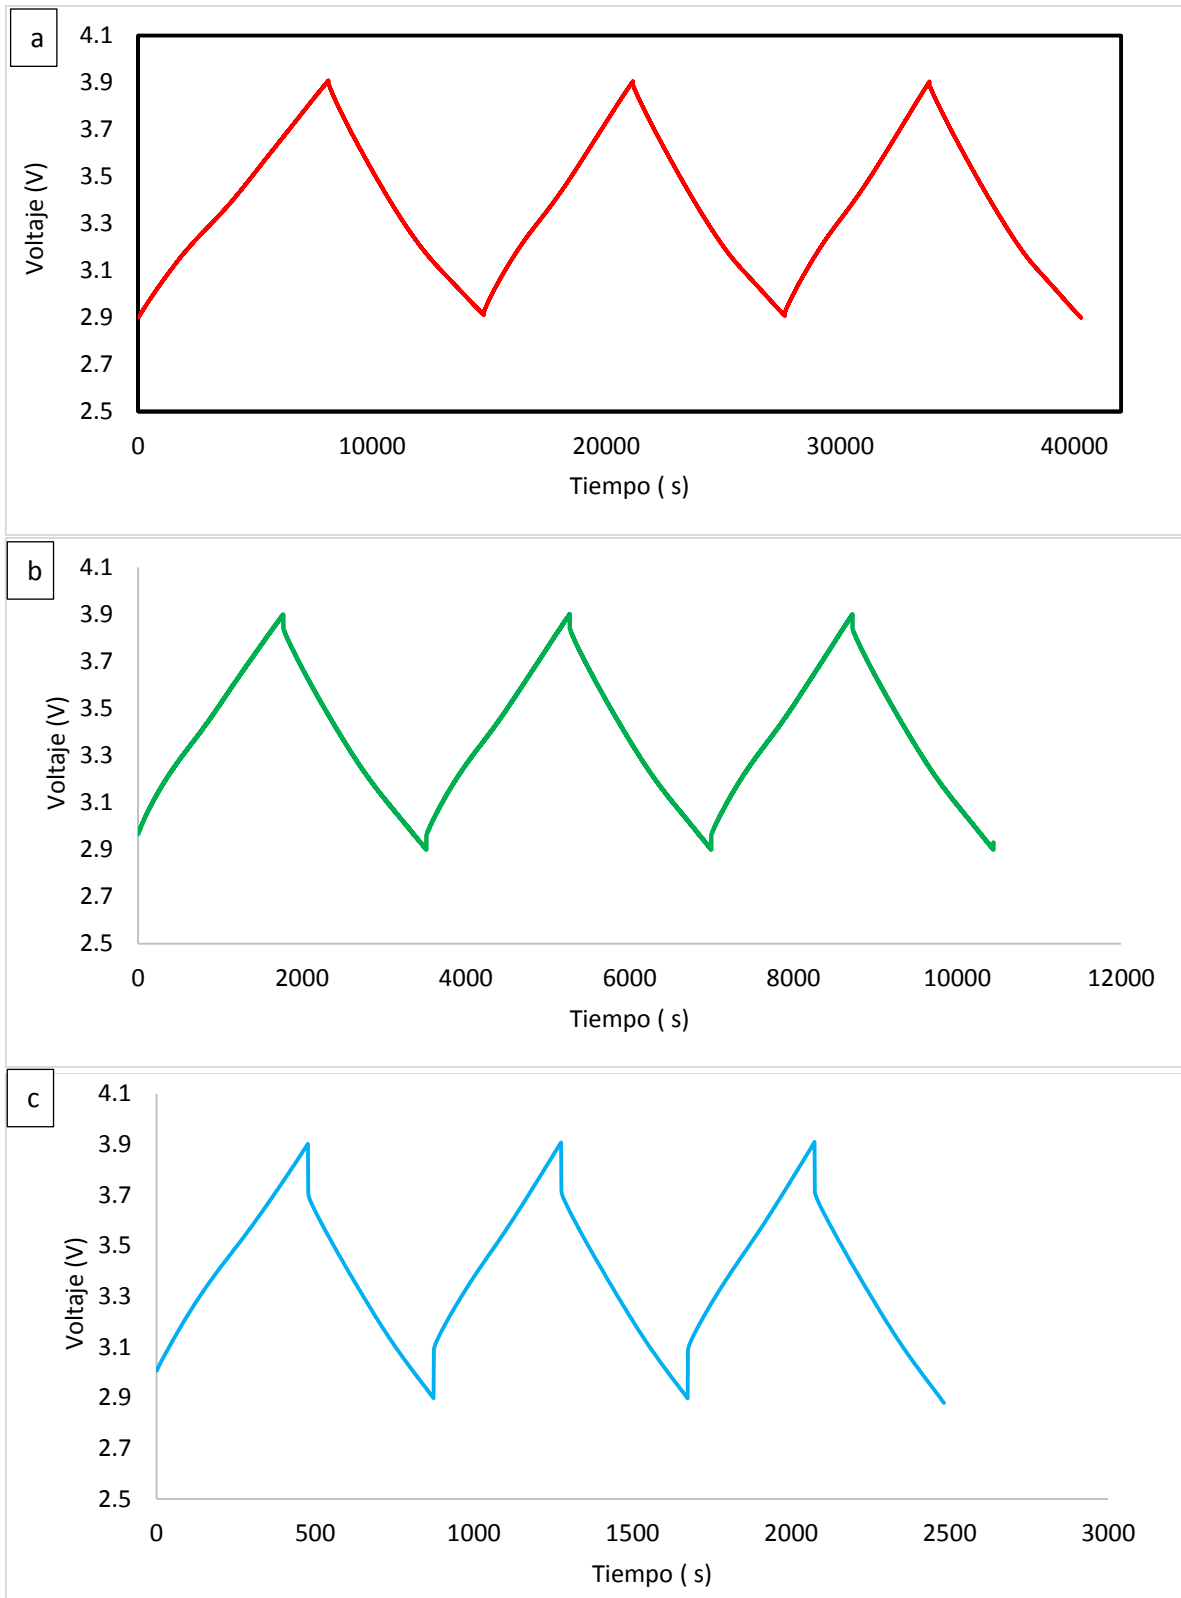 a
4.1
3.9
3.7
3.5
3.3
3.1
2.9
2.7
2.5
Voltaje (V)
0 10000 20000 30000 40000
Tiempo ( s)
b
4.1
3.9
3.7
3.5
3.3
3.1
2.9
2.7
2.5
Voltaje (V)
0 2000 4000 6000 8000 10000 12000
Tiempo ( s)
c
4.1
3.9
3.7
3.5
3.3
3.1
2.9
2.7
2.5
Voltaje (V)
0 500 1000 1500 2000 2500 3000
Tiempo ( s)